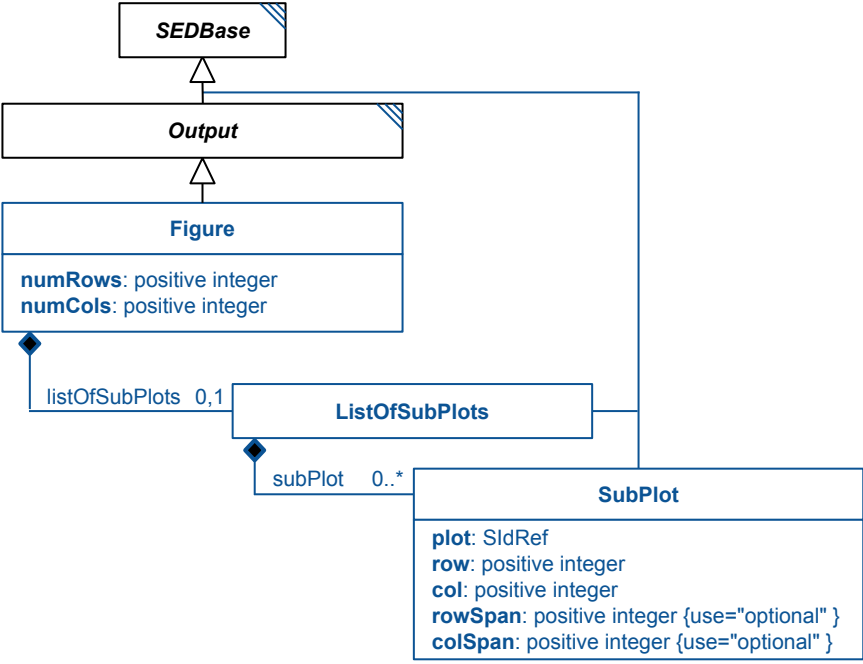 SEDBase
Output
Figure
numRows: positive integer
numCols: positive integer
listOfSubPlots 0,1
ListOfSubPlots
subPlot 0..*
SubPlot
plot: SIdRef
row: positive integer
col: positive integer
rowSpan: positive integer {use="optional" }
colSpan: positive integer {use="optional" }